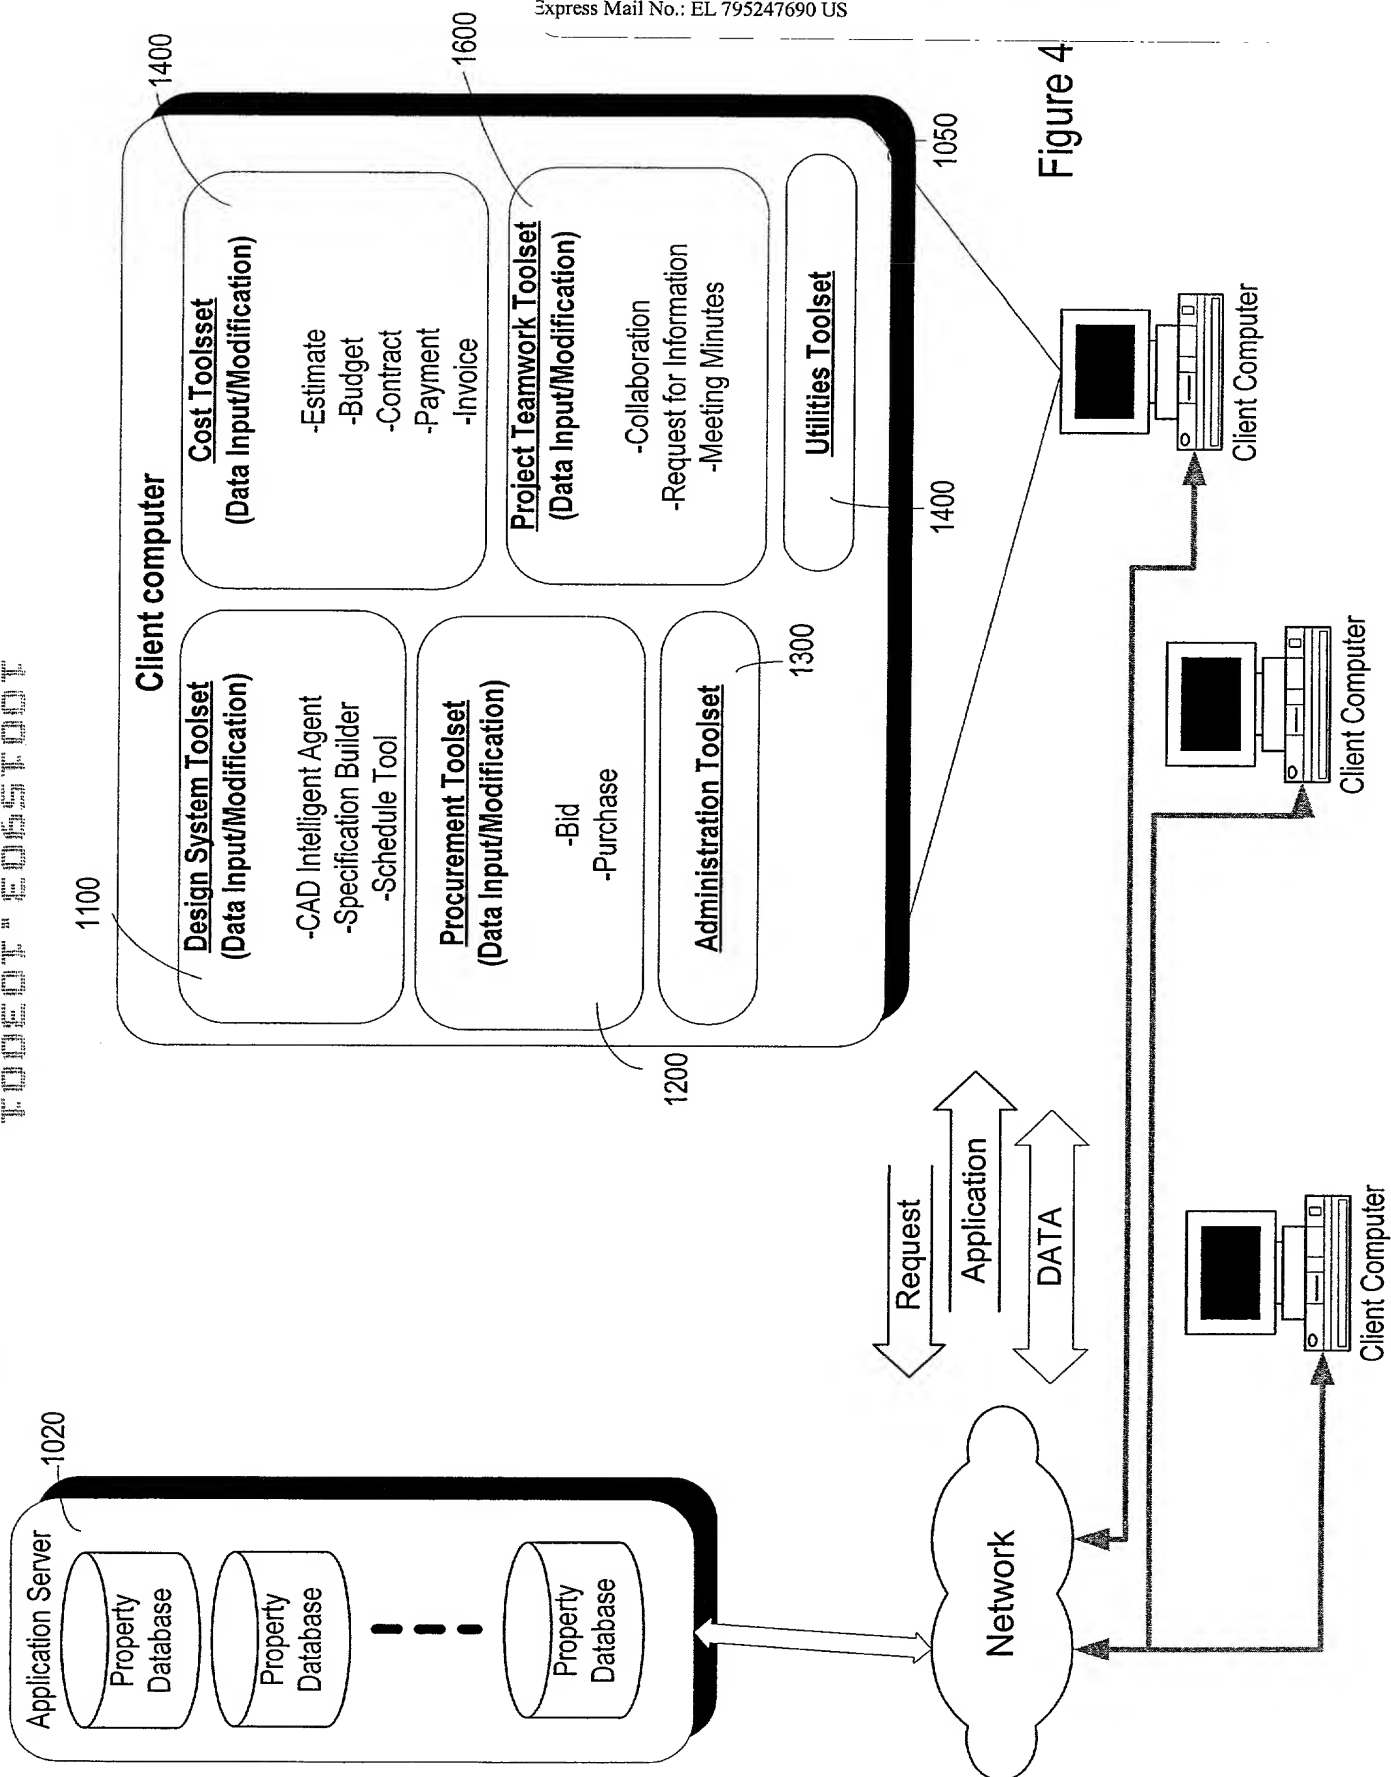 Express Mail No.: EL 795247690 US
Figure 4
Application Server
1020
Property
Database
Property
Database
Property
Database
Network
Request
Application
DATA
Client computer
1100
Design System Toolset
(Data Input/Modification)
-CAD Intelligent Agent
-Specification Builder
-Schedule Tool
1400
Cost Toolsset
(Data Input/Modification)
-Estimate
-Budget
-Contract
-Payment
-Invoice
1200
Procurement Toolset
(Data Input/Modification)
-Bid
-Purchase
1600
Project Teamwork Toolset
(Data Input/Modification)
-Collaboration
-Request for Information
-Meeting Minutes
Administration Toolset
1300
Utilities Toolset
1400
1050
Client Computer
Client Computer
Client Computer